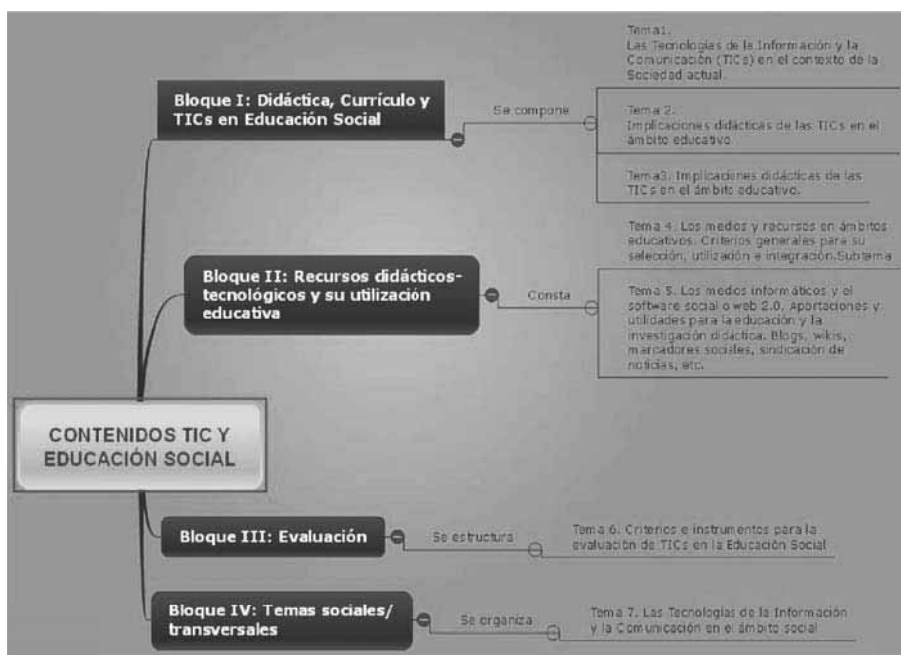 Tema1.
Las Tecnologías de la Información y la
Comunicación (TICs) en el contexto de la
Sociedad actual.
Bloque I: Didáctica, Currículo y
TICs en Educación Social
Se compone
Tema 2.
Implicaciones didácticas de las TICs en el
ámbito educativo
Tema3. Implicaciones didácticas de las
TICs en el ámbito educativo.
Tema 4. Los medios y recursos en ámbitos
educativos. Criterios generales para su
selección, utilización e integración.Subtema
Bloque II: Recursos didácticos-
tecnológicos y su utilización
educativa
Consta
Tema 5. Los medios informáticos y el
software social o web 2.0. Aportaciones y
utilidades para la educación y la
investigación didáctica. Blogs, wikis,
marcadores sociales, sindicación de
noticias, etc.
CONTENIDOS TIC Y
EDUCACIÓN SOCIAL
Bloque III: Evaluación
Se estructura
Tema 6. Criterios e instrumentos para la
evaluación de TICs en la Educación Social
Bloque IV: Temas sociales/
transversales
Se organiza
Tema 7. Las Tecnologías de la Información
y la Comunicación en el ámbito social